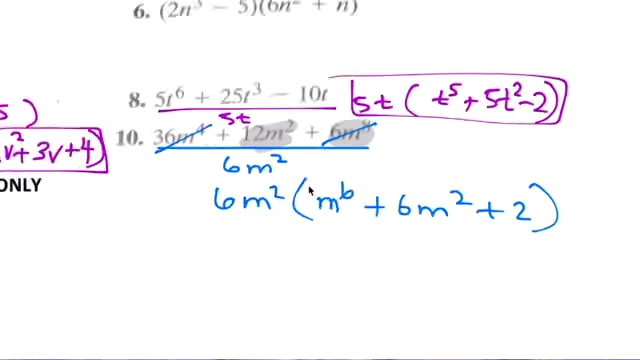 6. (2n³ − 5)(6n² + n)
8. 5t⁶ + 25t³ − 10t 5t ( t⁵ + 5t² − 2 )
5t
5 )
10. 36m⁴ + 12m² + 6m⁸
v² + 3v + 4 )
6m²
ONLY
6m² ( m⁶ + 6m² + 2 )